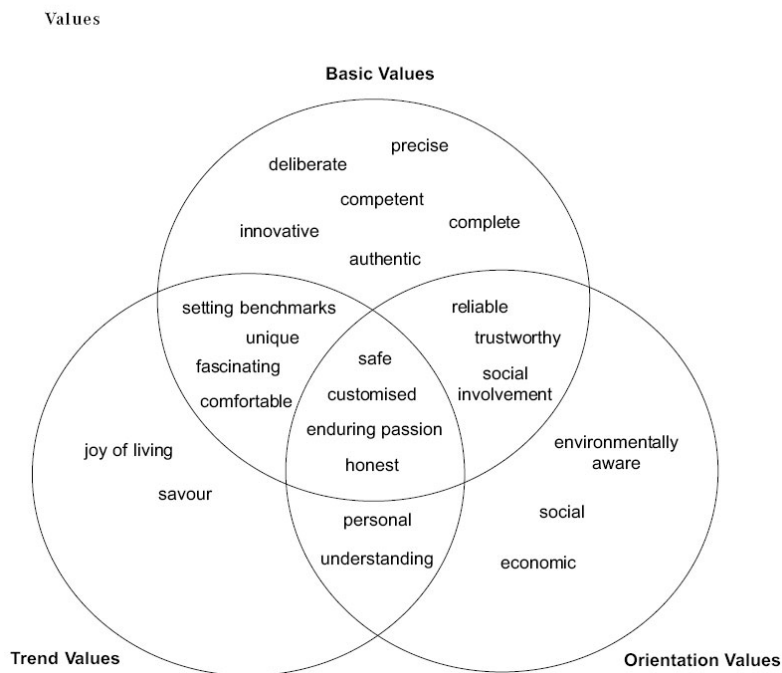 Values
Basic Values
precise
deliberate
competent
complete
innovative
authentic
setting benchmarks
unique
fascinating
comfortable
reliable
trustworthy
social
involvement
safe
customised
enduring passion
honest
joy of living
savour
environmentally
aware
social
economic
personal
understanding
Trend Values
Orientation Values